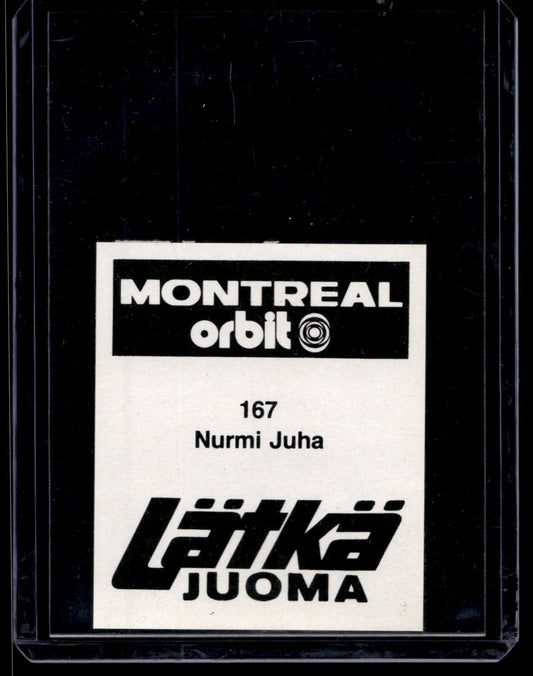 MONTREAL
orbit
167
Nurmi Juha
Lätkä
JUOMA